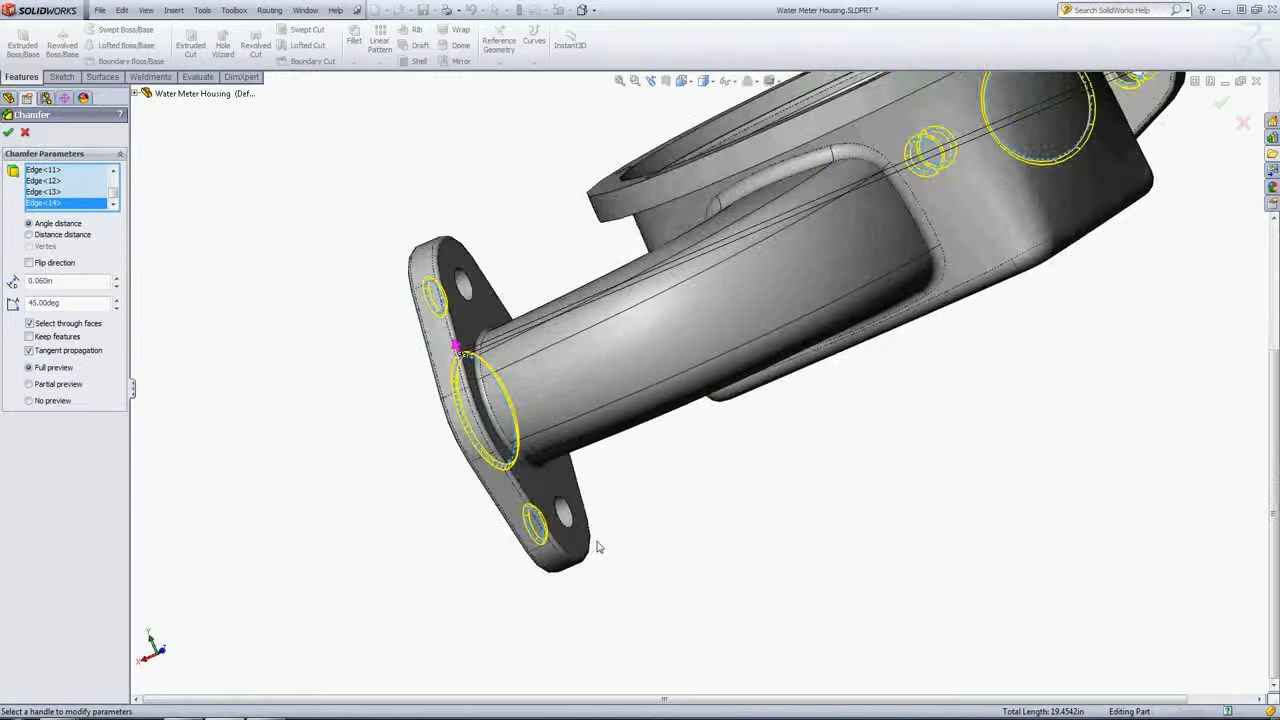 SOLIDWORKS File Edit View Insert Tools Toolbox Routing Window Help Water Meter Housing.SLDPRT * Search SolidWorks Help
Extruded Boss/Base
Revolved Boss/Base
Swept Boss/Base
Lofted Boss/Base
Boundary Boss/Base
Extruded Cut
Hole Wizard
Revolved Cut
Swept Cut
Lofted Cut
Boundary Cut
Fillet
Linear Pattern
Rib
Draft
Shell
Wrap
Dome
Mirror
Reference Geometry
Curves
Instant3D
Features Sketch Surfaces Weldments Evaluate DimXpert
Water Meter Housing (Def...
Chamfer ?
Chamfer Parameters
Edge<11>
Edge<12>
Edge<13>
Edge<14>
Angle distance
Distance distance
Vertex
Flip direction
0.060in
45.00deg
Select through faces
Keep features
Tangent propagation
Full preview
Partial preview
No preview
Y
X
Z
Select a handle to modify parameters Total Length: 19.4542in Editing Part